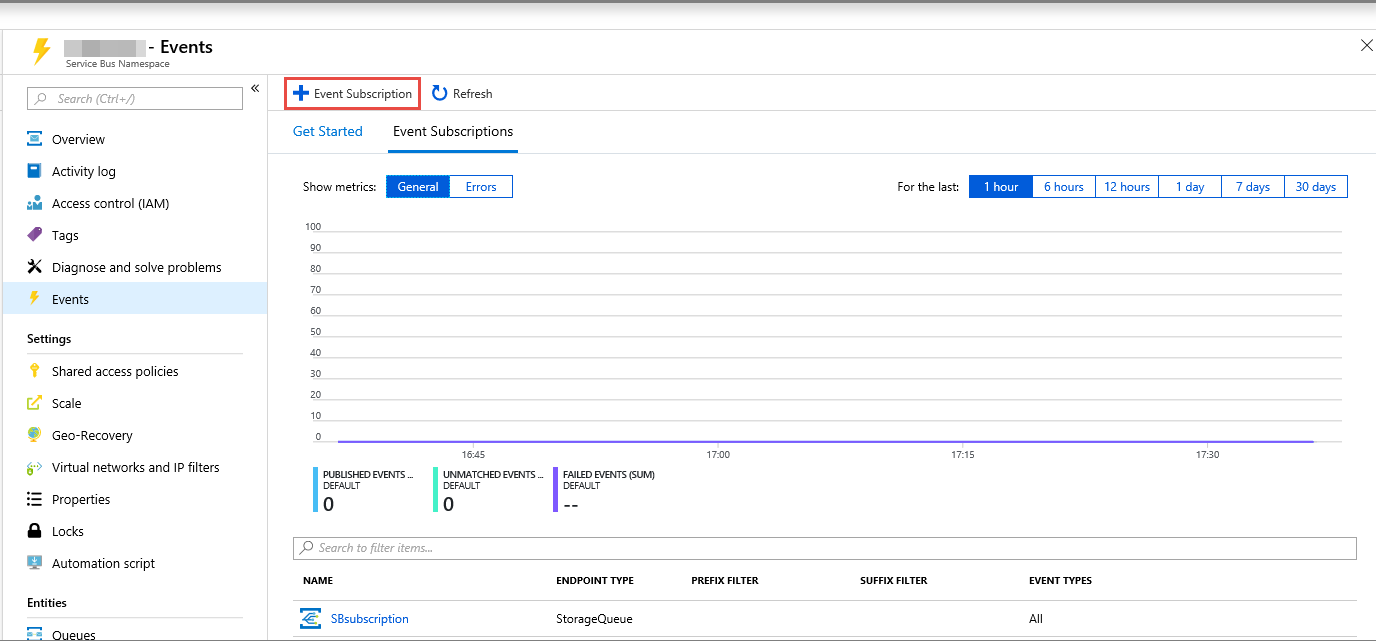 - Events
Service Bus Namespace
Search (Ctrl+/)
«
Overview
Activity log
Access control (IAM)
Tags
Diagnose and solve problems
Events
Settings
Shared access policies
Scale
Geo-Recovery
Virtual networks and IP filters
Properties
Locks
Automation script
Entities
Queues
Event Subscription Refresh
Get Started Event Subscriptions
Show metrics: General Errors For the last: 1 hour 6 hours 12 hours 1 day 7 days 30 days
100
90
80
70
60
50
40
30
20
10
0
16:45 17:00 17:15 17:30
PUBLISHED EVENTS ... UNMATCHED EVENTS ... FAILED EVENTS (SUM)
DEFAULT DEFAULT DEFAULT
0 0 --
Search to filter items...
NAME ENDPOINT TYPE PREFIX FILTER SUFFIX FILTER EVENT TYPES
SBsubscription StorageQueue All